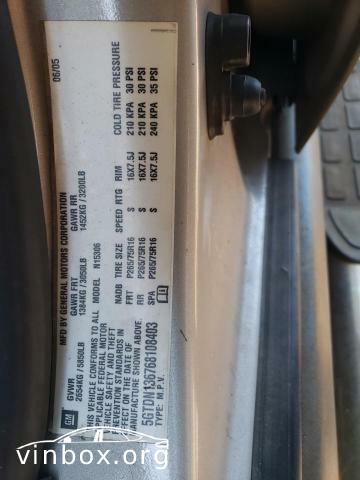 GM
MFD BY GENERAL MOTORS CORPORATION
06/05
GVWR GAWR FRT GAWR RR
2654KG / 5850LB 1384KG / 3050LB 1452KG / 3200LB
THIS VEHICLE CONFORMS TO ALL
APPLICABLE FEDERAL MOTOR
VEHICLE SAFETY AND THEFT
PREVENTION STANDARDS IN
EFFECT ON THE DATE OF
MANUFACTURE SHOWN ABOVE.
5GTDN136768108403
TYPE: M.P.V.
MODEL N15306
NADB TIRE SIZE SPEED RTG RIM COLD TIRE PRESSURE
FRT P265/75R16 S 16X7.5J 210 KPA 30 PSI
RR P265/75R16 S 16X7.5J 210 KPA 30 PSI
SPA P265/75R16 S 16X7.5J 240 KPA 35 PSI
vinbox.org